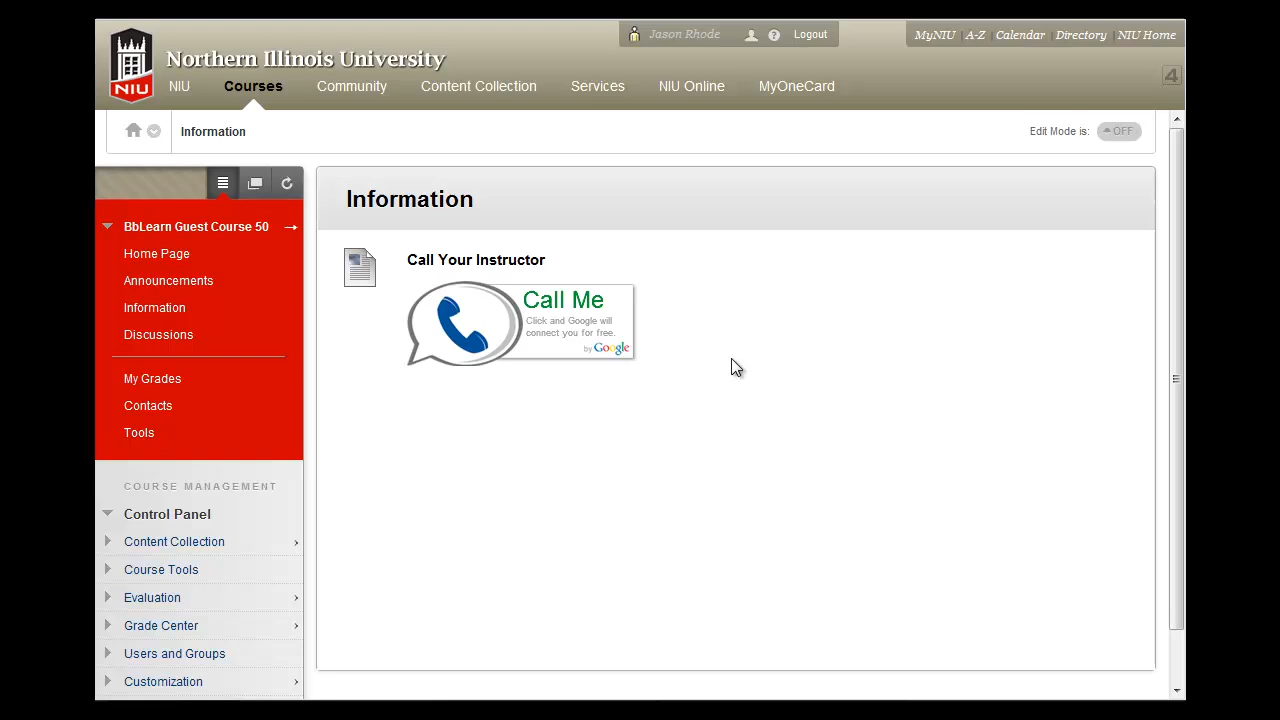 Jason Rhode Logout
MyNIU A-Z Calendar Directory NIU Home
Northern Illinois University
NIU
NIU Courses Community Content Collection Services NIU Online MyOneCard
4
Information
Edit Mode is: OFF
BbLearn Guest Course 50
Home Page
Announcements
Information
Discussions
My Grades
Contacts
Tools
COURSE MANAGEMENT
Control Panel
Content Collection
Course Tools
Evaluation
Grade Center
Users and Groups
Customization
Information
Call Your Instructor
Call Me
Click and Google will
connect you for free.
by Google